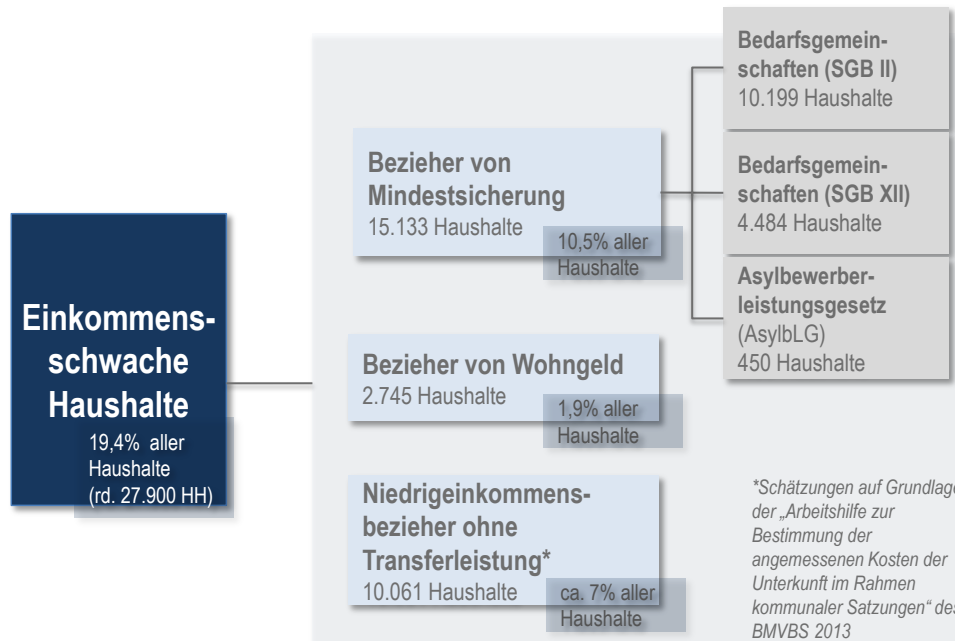 Einkommens-
schwache
Haushalte
19,4% aller
Haushalte
(rd. 27.900 HH)
Bezieher von
Mindestsicherung
15.133 Haushalte
10,5% aller
Haushalte
Bedarfsgemein-
schaften (SGB II)
10.199 Haushalte
Bedarfsgemein-
schaften (SGB XII)
4.484 Haushalte
Asylbewerber-
leistungsgesetz
(AsylbLG)
450 Haushalte
Bezieher von Wohngeld
2.745 Haushalte
1,9% aller
Haushalte
Niedrigeinkommens-
bezieher ohne
Transferleistung*
10.061 Haushalte
ca. 7% aller
Haushalte
*Schätzungen auf Grundlage
der „Arbeitshilfe zur
Bestimmung der
angemessenen Kosten der
Unterkunft im Rahmen
kommunaler Satzungen“ des
BMVBS 2013